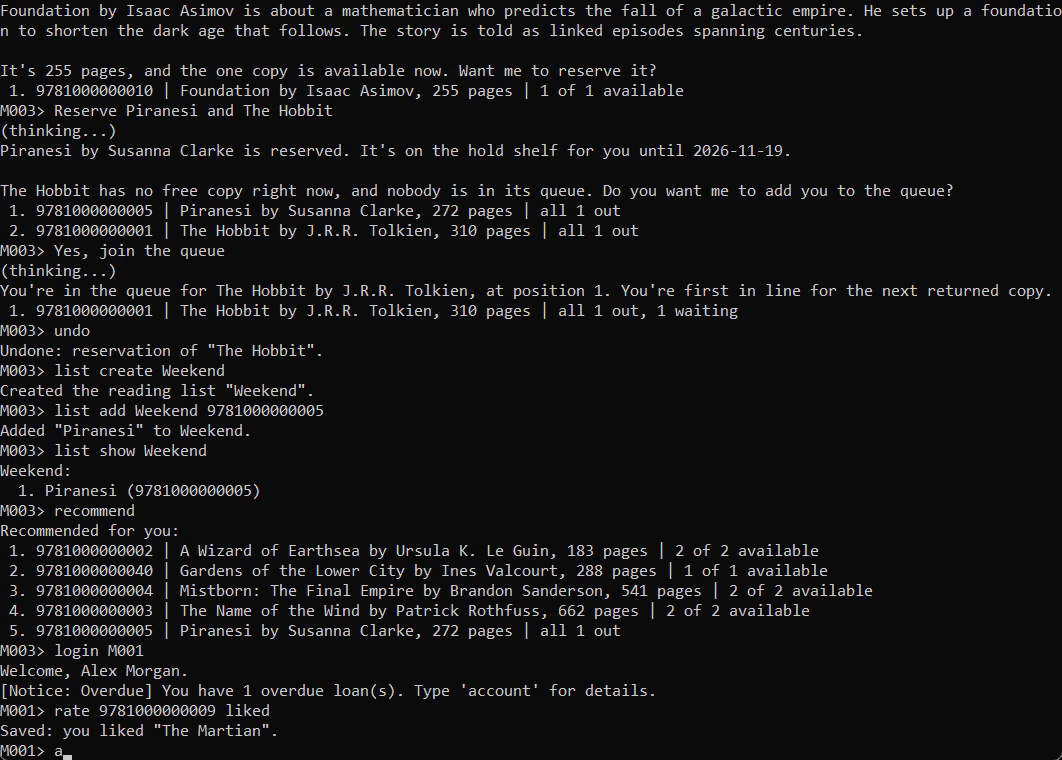 Foundation by Isaac Asimov is about a mathematician who predicts the fall of a galactic empire. He sets up a foundatio
n to shorten the dark age that follows. The story is told as linked episodes spanning centuries.
It's 255 pages, and the one copy is available now. Want me to reserve it?
1. 9781000000010 | Foundation by Isaac Asimov, 255 pages | 1 of 1 available
M003> Reserve Piranesi and The Hobbit
(thinking...)
Piranesi by Susanna Clarke is reserved. It's on the hold shelf for you until 2026-11-19.
The Hobbit has no free copy right now, and nobody is in its queue. Do you want me to add you to the queue?
1. 9781000000005 | Piranesi by Susanna Clarke, 272 pages | all 1 out
2. 9781000000001 | The Hobbit by J.R.R. Tolkien, 310 pages | all 1 out
M003> Yes, join the queue
(thinking...)
You're in the queue for The Hobbit by J.R.R. Tolkien, at position 1. You're first in line for the next returned copy.
1. 9781000000001 | The Hobbit by J.R.R. Tolkien, 310 pages | all 1 out, 1 waiting
M003> undo
Undone: reservation of "The Hobbit".
M003> list create Weekend
Created the reading list "Weekend".
M003> list add Weekend 9781000000005
Added "Piranesi" to Weekend.
M003> list show Weekend
Weekend:
1. Piranesi (9781000000005)
M003> recommend
Recommended for you:
1. 9781000000002 | A Wizard of Earthsea by Ursula K. Le Guin, 183 pages | 2 of 2 available
2. 9781000000040 | Gardens of the Lower City by Ines Valcourt, 288 pages | 1 of 1 available
3. 9781000000004 | Mistborn: The Final Empire by Brandon Sanderson, 541 pages | 2 of 2 available
4. 9781000000003 | The Name of the Wind by Patrick Rothfuss, 662 pages | 2 of 2 available
5. 9781000000005 | Piranesi by Susanna Clarke, 272 pages | all 1 out
M003> login M001
Welcome, Alex Morgan.
[Notice: Overdue] You have 1 overdue loan(s). Type 'account' for details.
M001> rate 9781000000009 liked
Saved: you liked "The Martian".
M001> a